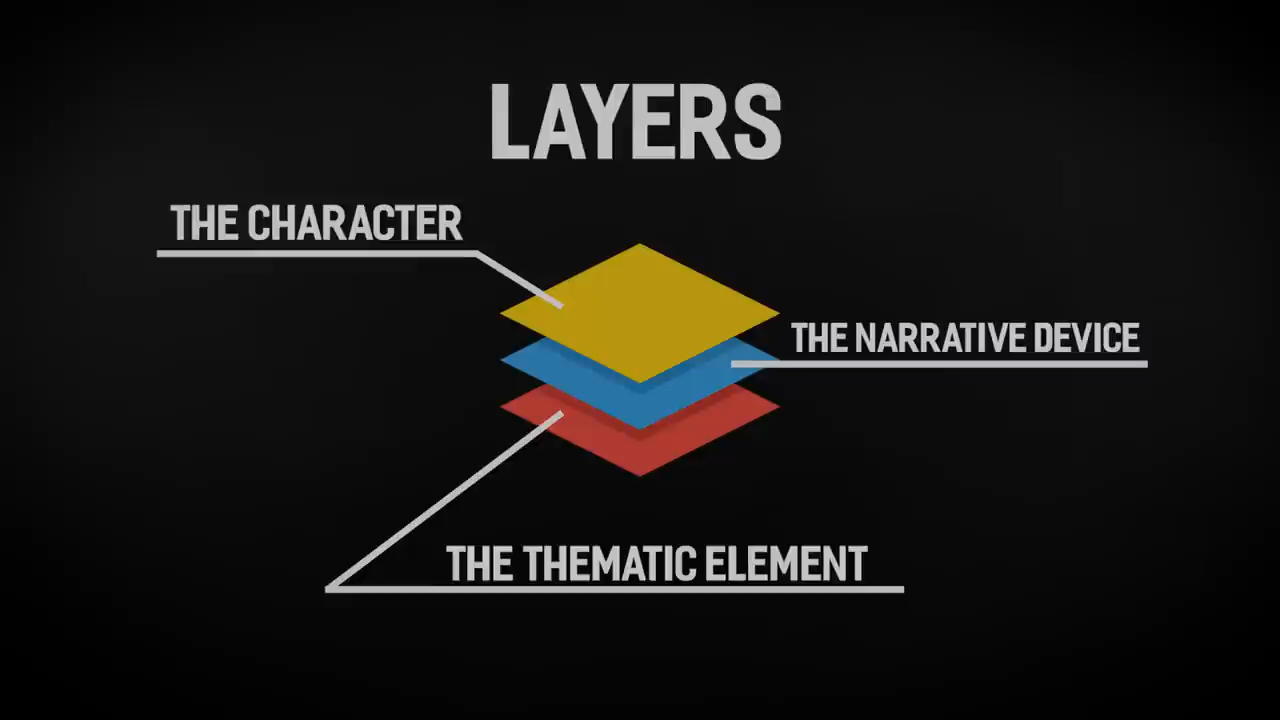 LAYERS
THE CHARACTER
THE NARRATIVE DEVICE
THE THEMATIC ELEMENT